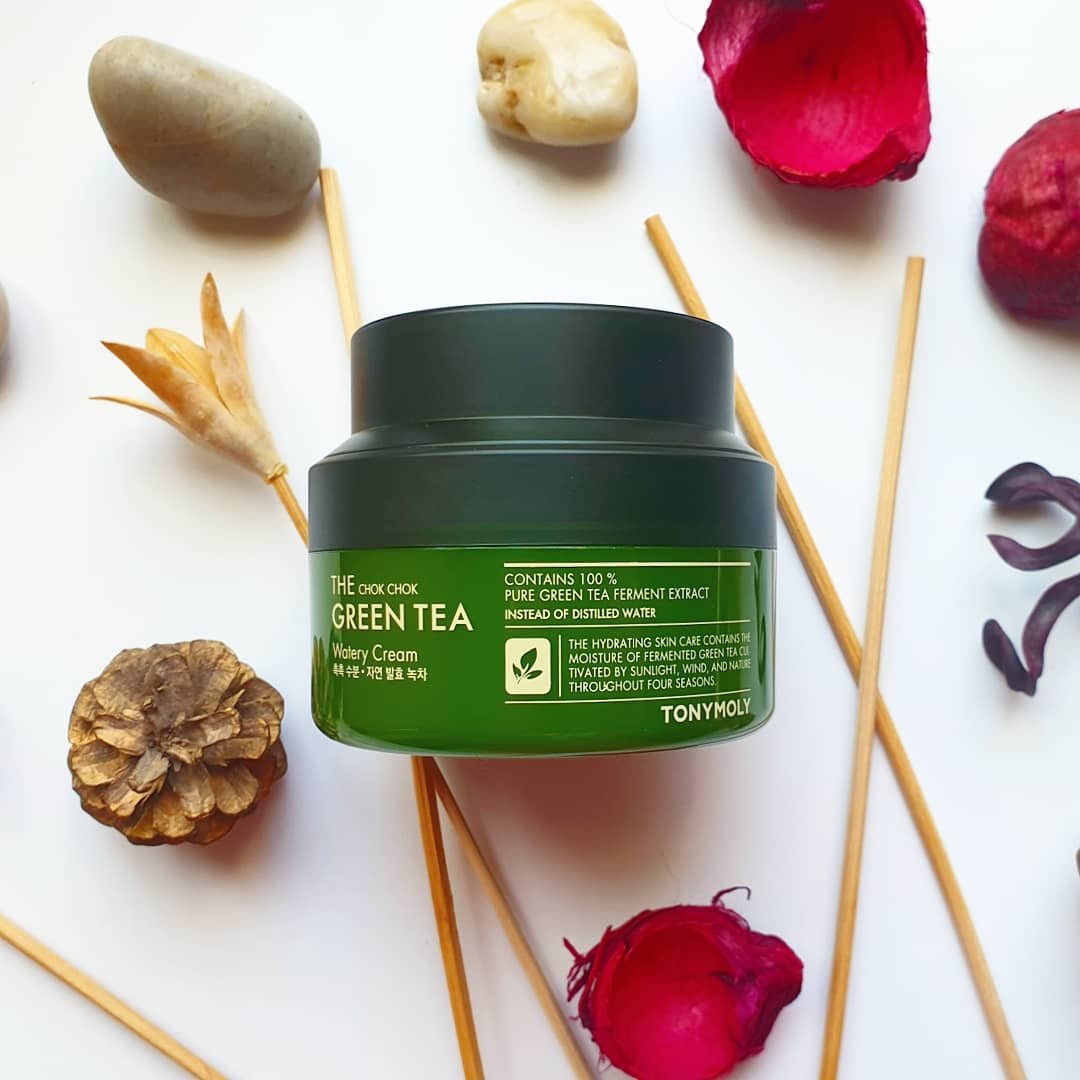 THE CHOK CHOK
GREEN TEA
Watery Cream
촉촉 수분·자연 발효 녹차
CONTAINS 100 %
PURE GREEN TEA FERMENT EXTRACT
INSTEAD OF DISTILLED WATER
THE HYDRATING SKIN CARE CONTAINS THE
MOISTURE OF FERMENTED GREEN TEA CUL-
TIVATED BY SUNLIGHT, WIND, AND NATURE
THROUGHOUT FOUR SEASONS.
TONYMOLY